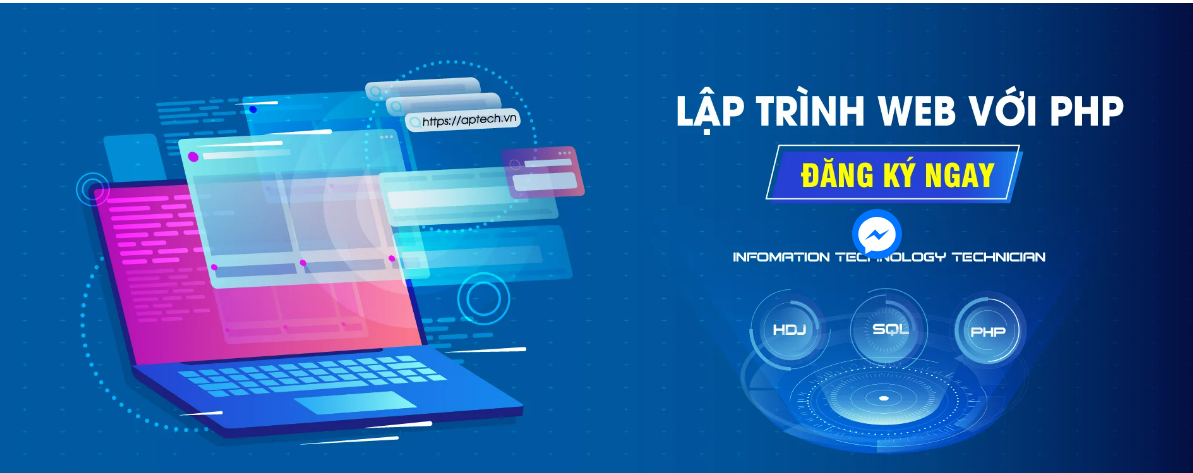 https://aptech.vn
LẬP TRÌNH WEB VỚI PHP
ĐĂNG KÝ NGAY
INFOMATION TECHNOLOGY TECHNICIAN
HDJ
SQL
PHP